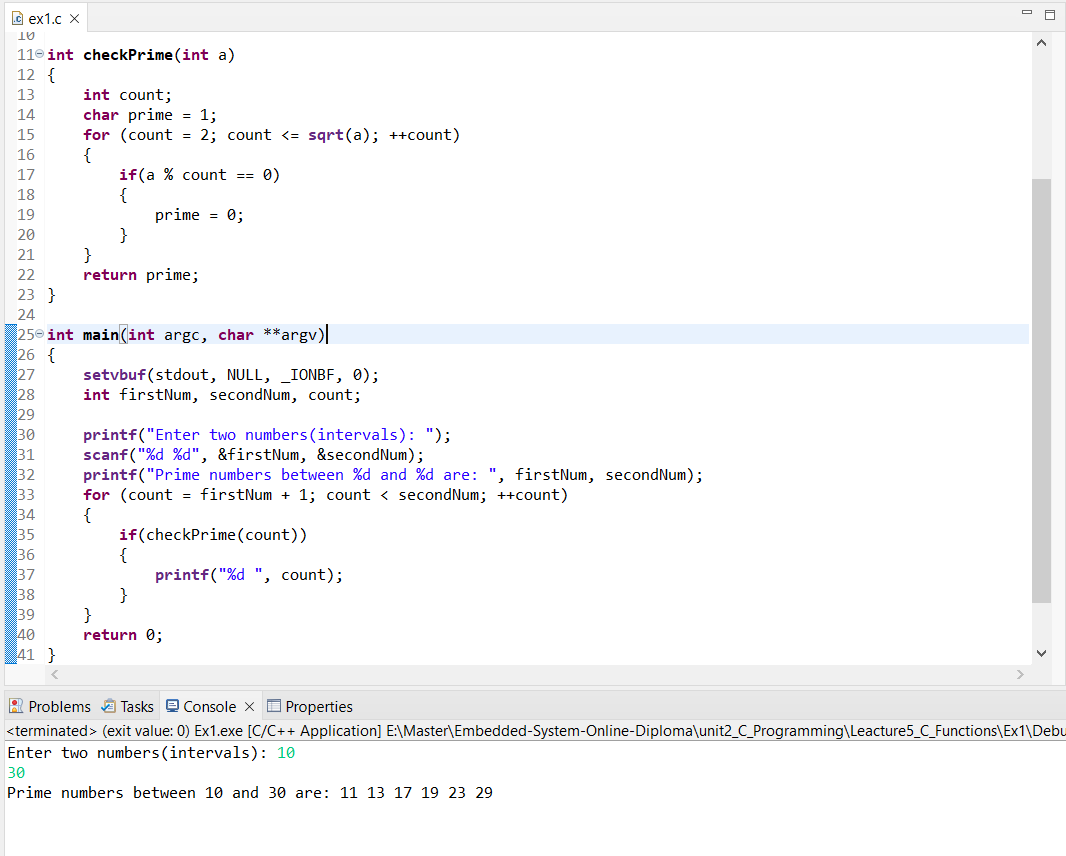 ex1.c
10
11 int checkPrime(int a)
12 {
13     int count;
14     char prime = 1;
15     for (count = 2; count <= sqrt(a); ++count)
16     {
17         if(a % count == 0)
18         {
19             prime = 0;
20         }
21     }
22     return prime;
23 }
24
25 int main(int argc, char **argv)
26 {
27     setvbuf(stdout, NULL, _IONBF, 0);
28     int firstNum, secondNum, count;
29
30     printf("Enter two numbers(intervals): ");
31     scanf("%d %d", &firstNum, &secondNum);
32     printf("Prime numbers between %d and %d are: ", firstNum, secondNum);
33     for (count = firstNum + 1; count < secondNum; ++count)
34     {
35         if(checkPrime(count))
36         {
37             printf("%d ", count);
38         }
39     }
40     return 0;
41 }
Problems Tasks Console Properties
<terminated> (exit value: 0) Ex1.exe [C/C++ Application] E:\Master\Embedded-System-Online-Diploma\unit2_C_Programming\Leacture5_C_Functions\Ex1\Debu
Enter two numbers(intervals): 10
30
Prime numbers between 10 and 30 are: 11 13 17 19 23 29